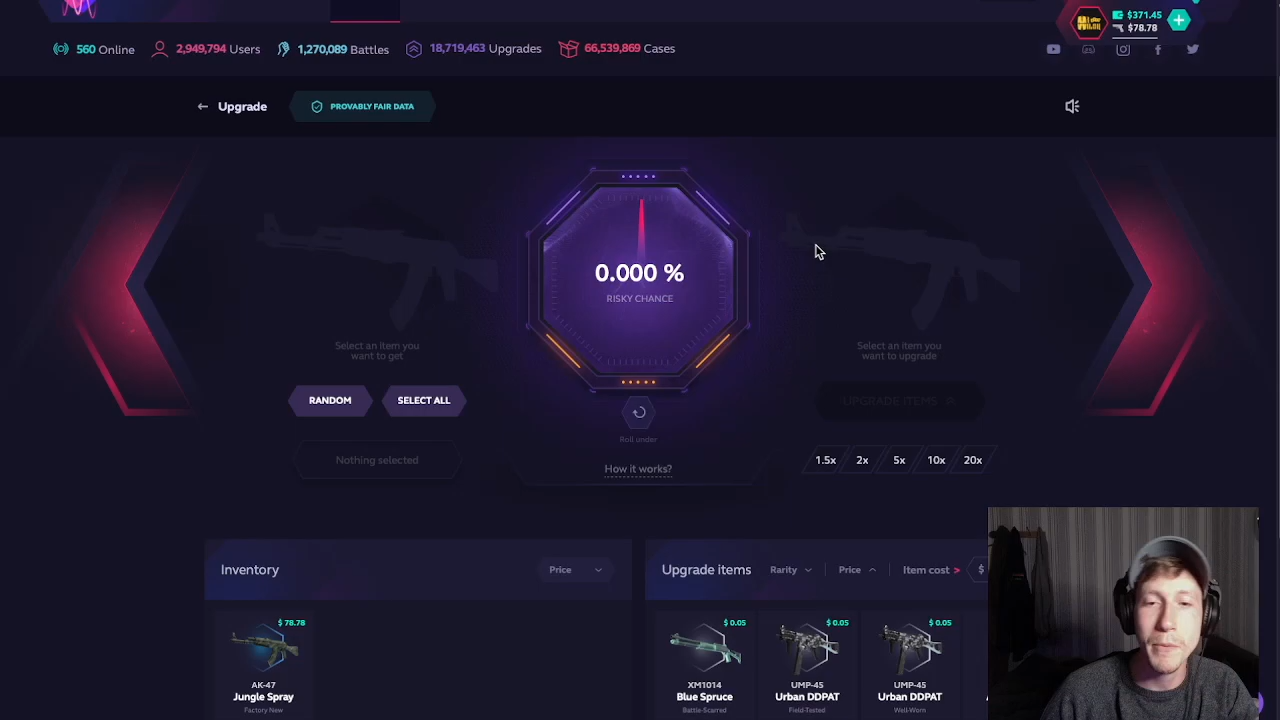 $371.45
$78.78
560 Online
2,949,794 Users
1,270,089 Battles
18,719,463 Upgrades
66,539,869 Cases
Upgrade
PROVABLY FAIR DATA
0.000 %
RISKY CHANCE
Select an item you
want to get
Select an item you
want to upgrade
RANDOM
SELECT ALL
UPGRADE ITEMS
Roll under
Nothing selected
How it works?
1.5x
2x
5x
10x
20x
Inventory
Price
Upgrade items
Rarity
Price
Item cost >
$
$ 78.78
AK-47
Jungle Spray
Factory New
$ 0.05
XM1014
Blue Spruce
Battle-Scarred
$ 0.05
UMP-45
Urban DDPAT
Field-Tested
$ 0.05
UMP-45
Urban DDPAT
Well-Worn